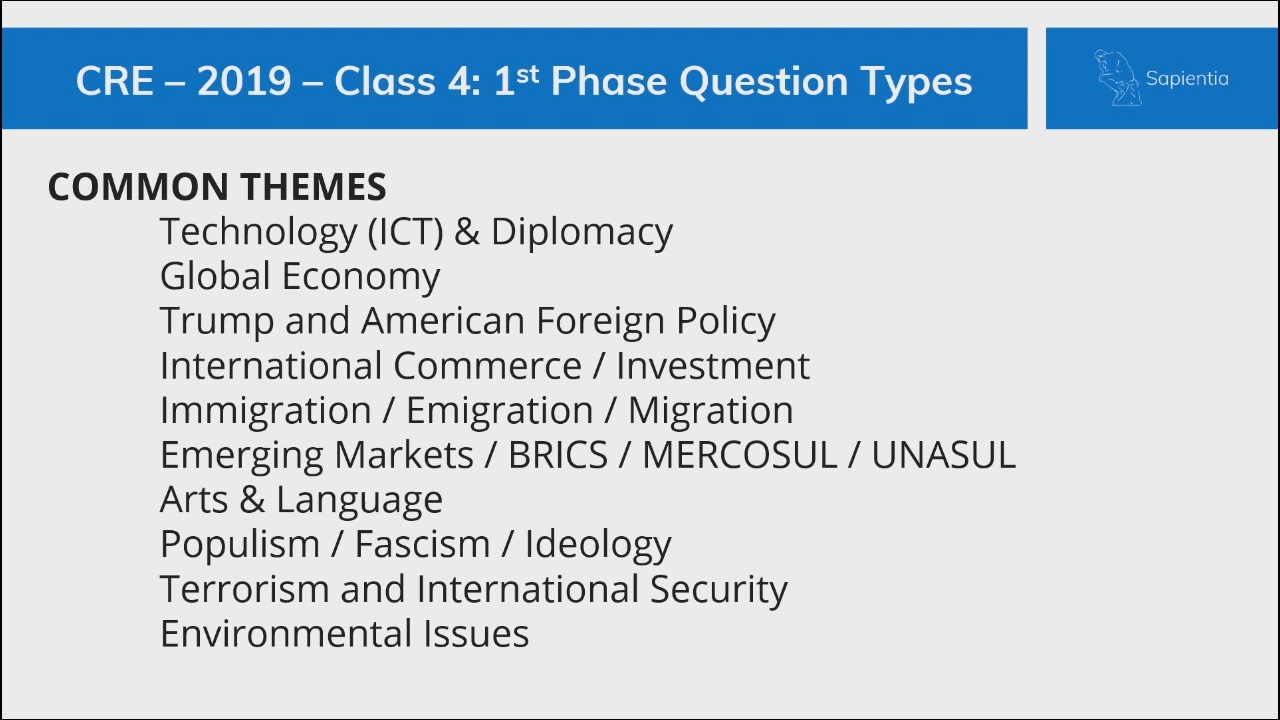 CRE – 2019 – Class 4: 1st Phase Question Types
Sapientia
COMMON THEMES
Technology (ICT) & Diplomacy
Global Economy
Trump and American Foreign Policy
International Commerce / Investment
Immigration / Emigration / Migration
Emerging Markets / BRICS / MERCOSUL / UNASUL
Arts & Language
Populism / Fascism / Ideology
Terrorism and International Security
Environmental Issues